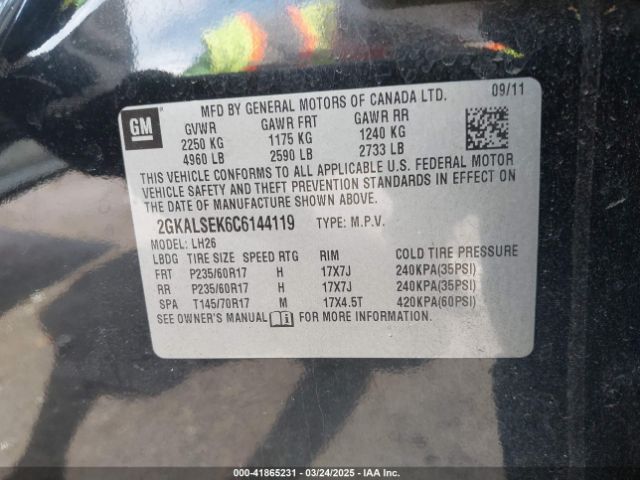 MFD BY GENERAL MOTORS OF CANADA LTD. 09/11
GM
GVWR GAWR FRT GAWR RR
2250 KG 1175 KG 1240 KG
4960 LB 2590 LB 2733 LB
THIS VEHICLE CONFORMS TO ALL APPLICABLE U.S. FEDERAL MOTOR
VEHICLE SAFETY AND THEFT PREVENTION STANDARDS IN EFFECT ON
THE DATE OF MANUFACTURE SHOWN ABOVE.
2GKALSEK6C6144119 TYPE: M.P.V.
MODEL: LH26
LBDG TIRE SIZE SPEED RTG RIM COLD TIRE PRESSURE
FRT P235/60R17 H 17X7J 240KPA(35PSI)
RR P235/60R17 H 17X7J 240KPA(35PSI)
SPA T145/70R17 M 17X4.5T 420KPA(60PSI)
SEE OWNER'S MANUAL FOR MORE INFORMATION.
000-41865231 - 03/24/2025 - IAA Inc.